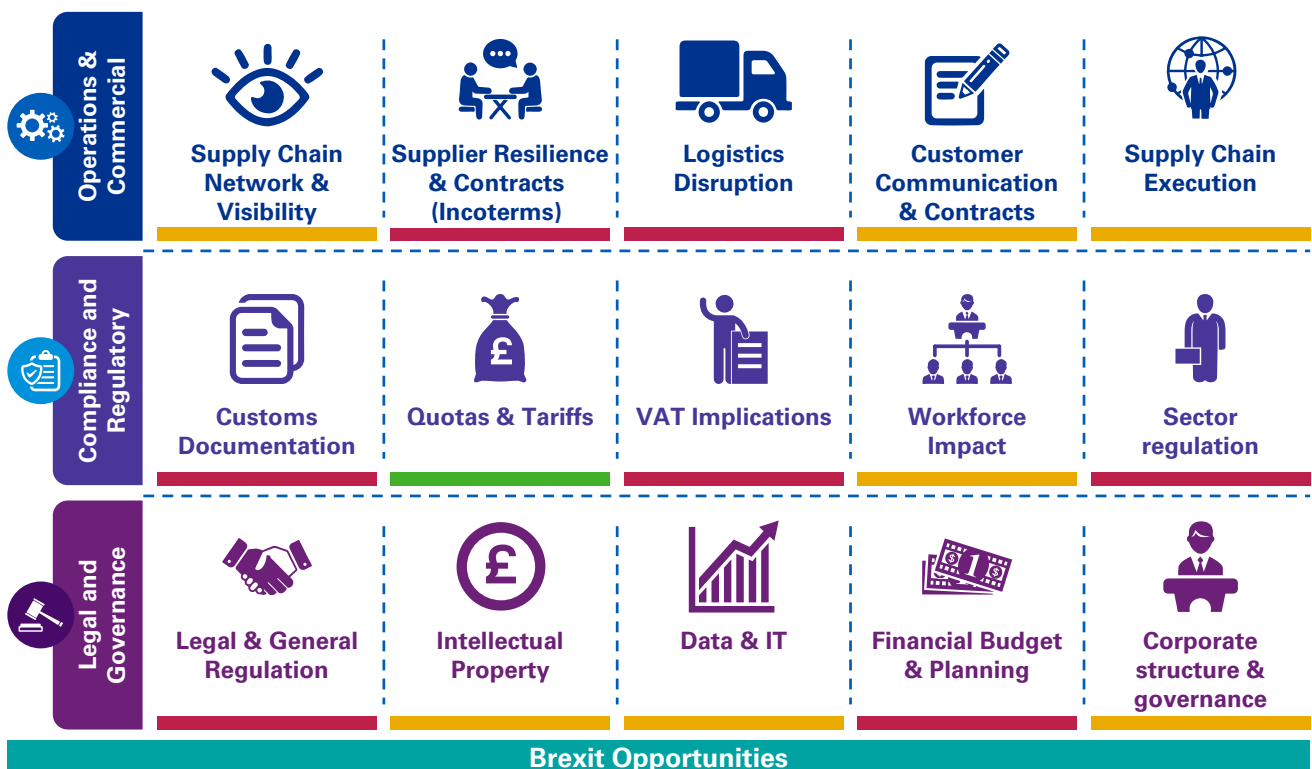 Operations &
Commercial
Supply Chain
Network &
Visibility
Supplier Resilience
& Contracts
(Incoterms)
Logistics
Disruption
Customer
Communication
& Contracts
Supply Chain
Execution
Compliance and
Regulatory
Customs
Documentation
£
Quotas & Tariffs
VAT Implications
Workforce
Impact
Sector
regulation
Legal and
Governance
Legal & General
Regulation
£
Intellectual
Property
Data & IT
$1$
Financial Budget
& Planning
Corporate
structure &
governance
Brexit Opportunities